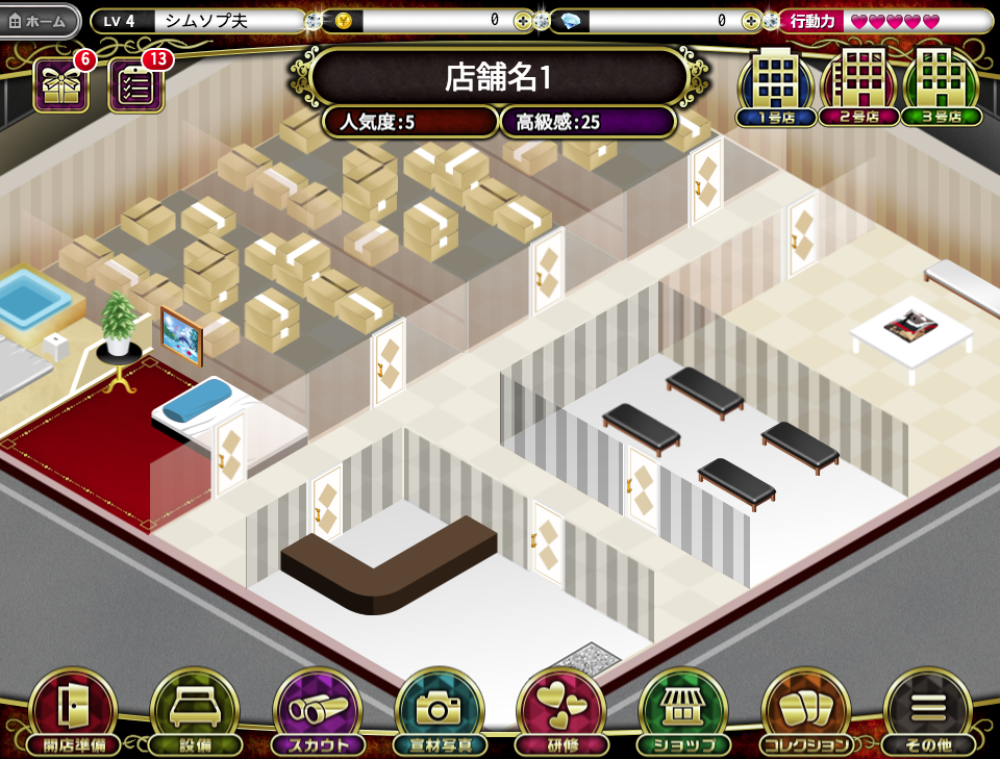 ホーム
LV 4 シムソプ夫
0
0
行動力
6
13
店舗名1
人気度:5
高級感:25
1号店
2号店
3号店
開店準備
設備
スカウト
宣材写真
研修
ショップ
コレクション
その他